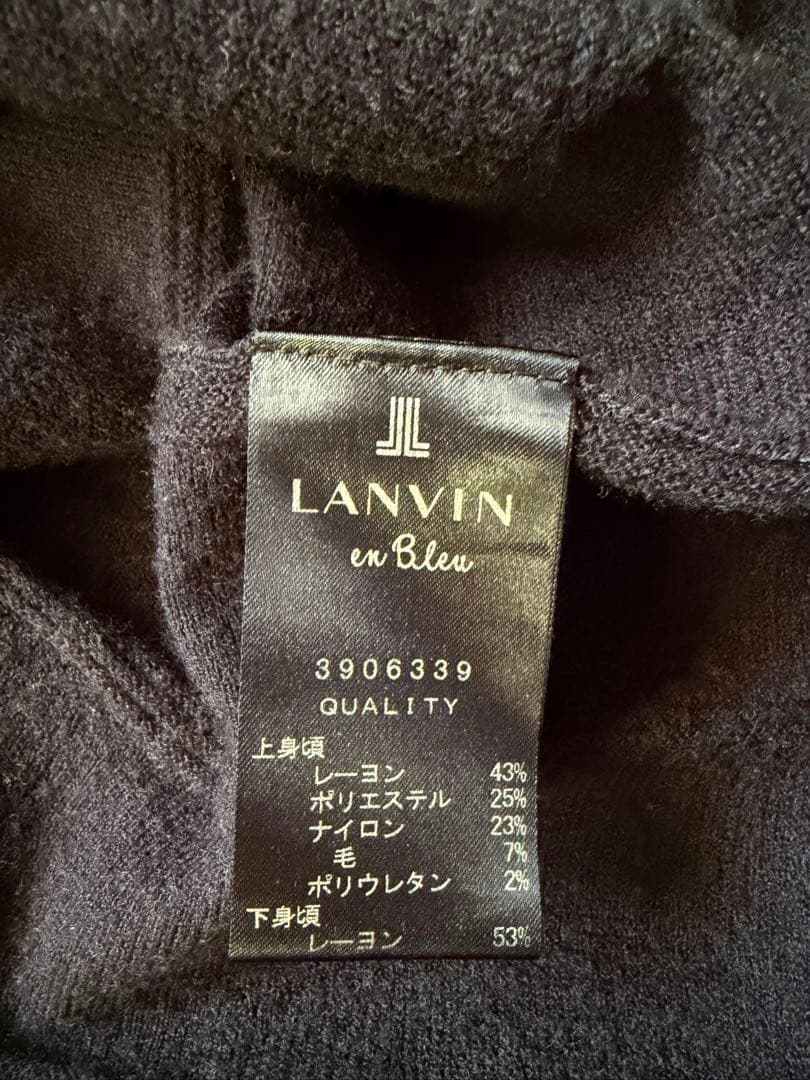 LANVIN
en Bleu
3906339
QUALITY
上身頃
レーヨン 43%
ポリエステル 25%
ナイロン 23%
毛 7%
ポリウレタン 2%
下身頃
レーヨン 53%